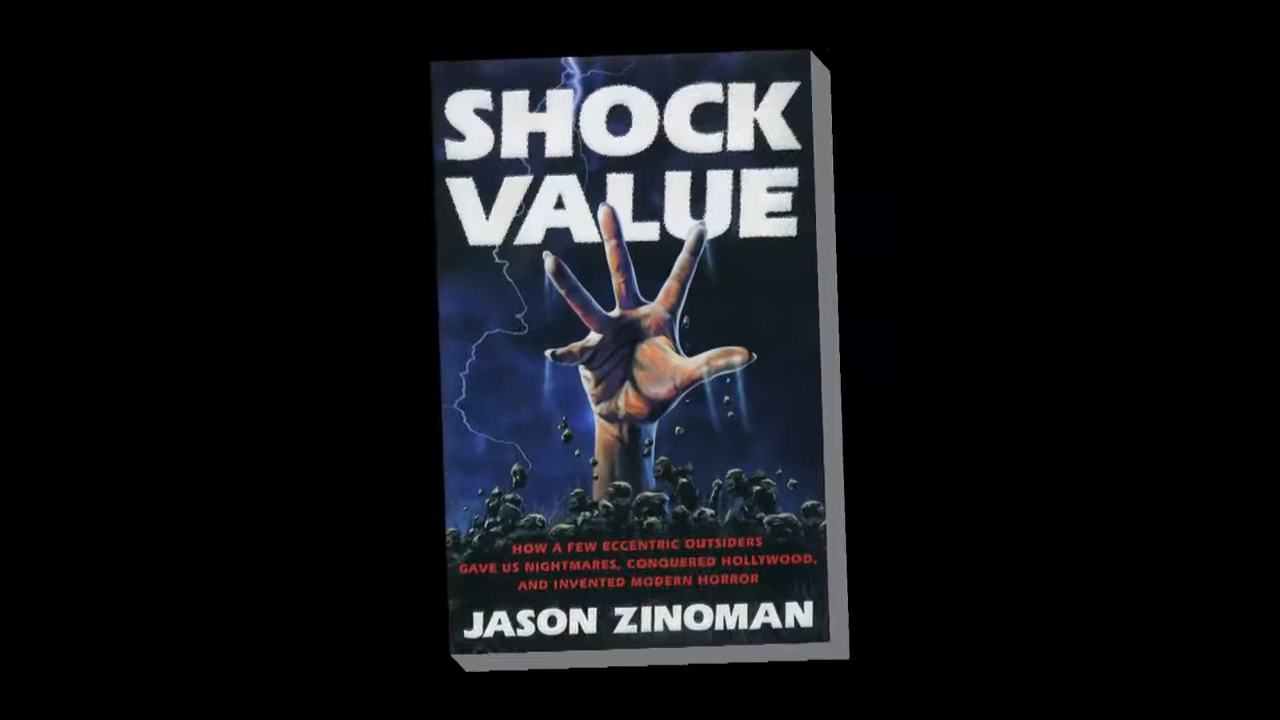 SHOCK
VALUE
HOW A FEW ECCENTRIC OUTSIDERS
GAVE US NIGHTMARES, CONQUERED HOLLYWOOD,
AND INVENTED MODERN HORROR
JASON ZINOMAN